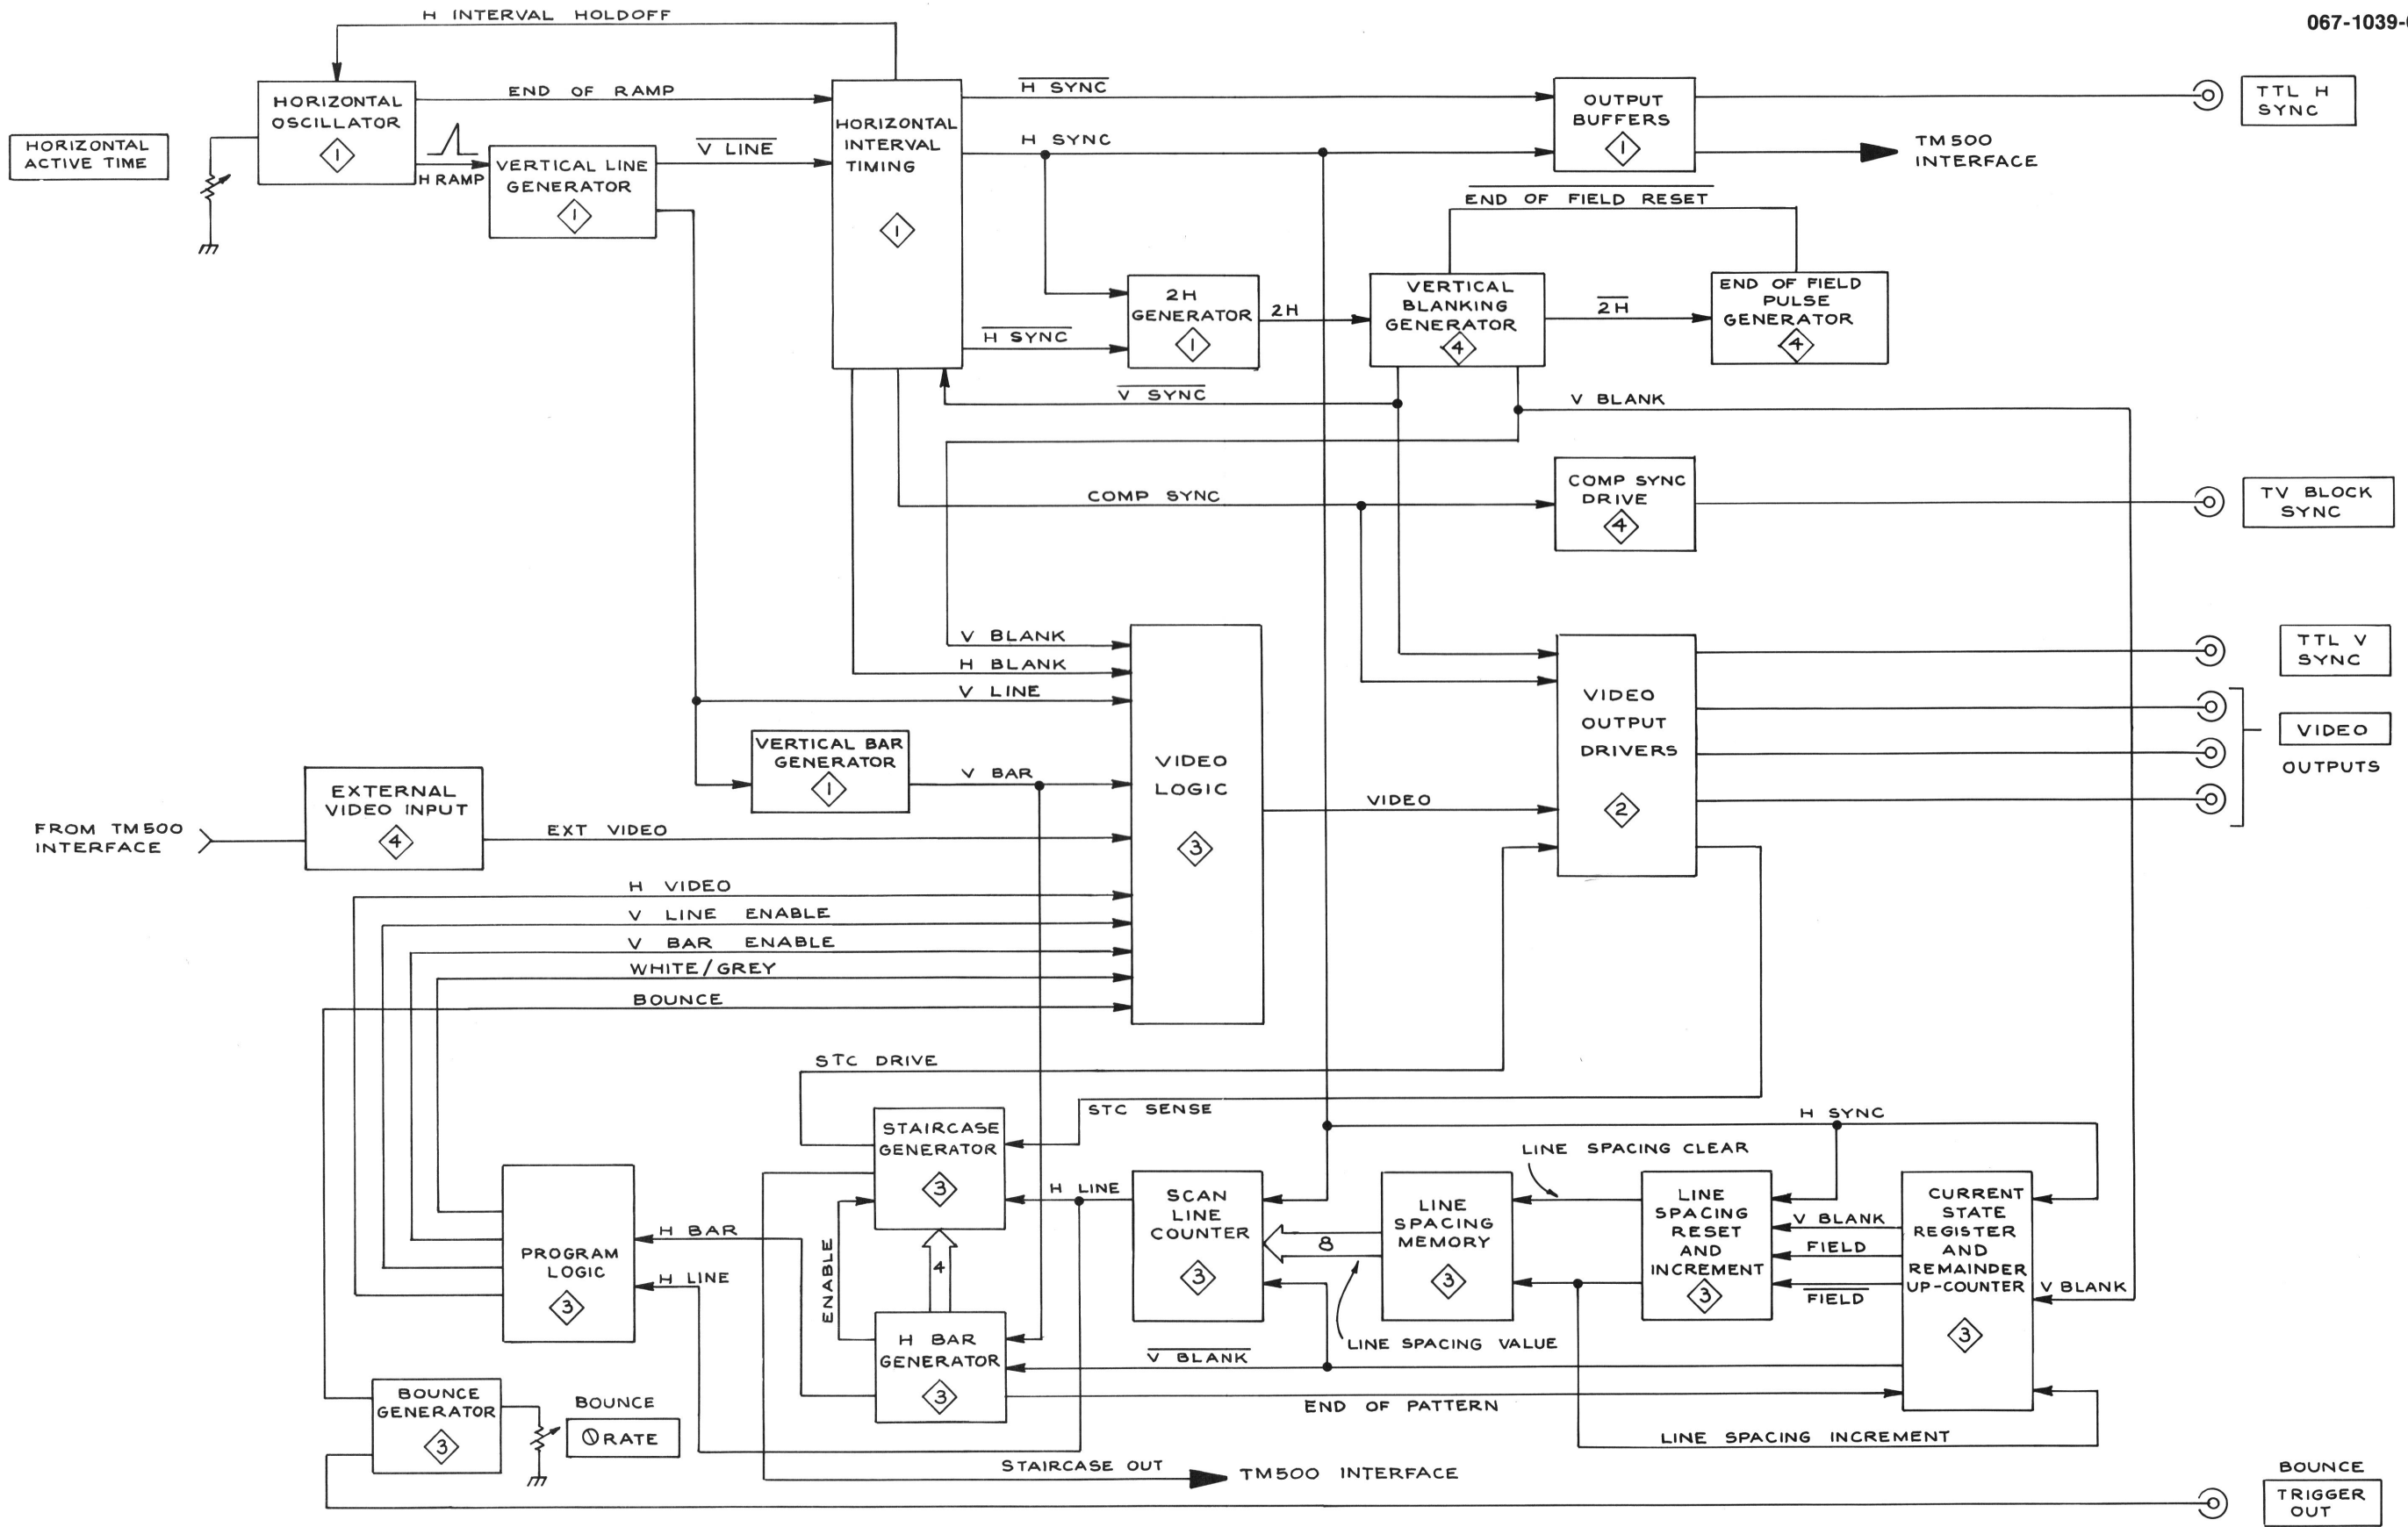 067-1039-
H INTERVAL HOLDOFF
HORIZONTAL
OSCILLATOR
1
HORIZONTAL
ACTIVE TIME
END OF RAMP
H RAMP
VERTICAL LINE
GENERATOR
1
V LINE
HORIZONTAL
INTERVAL
TIMING
1
H SYNC
H SYNC
OUTPUT
BUFFERS
1
TTL H
SYNC
TM500
INTERFACE
END OF FIELD RESET
2H
GENERATOR
1
H SYNC
2H
VERTICAL
BLANKING
GENERATOR
4
2H
END OF FIELD
PULSE
GENERATOR
4
V SYNC
V BLANK
COMP SYNC
COMP SYNC
DRIVE
4
TV BLOCK
SYNC
V BLANK
H BLANK
V LINE
VERTICAL BAR
GENERATOR
1
V BAR
EXTERNAL
VIDEO INPUT
4
FROM TM500
INTERFACE
EXT VIDEO
VIDEO
LOGIC
3
VIDEO
VIDEO
OUTPUT
DRIVERS
2
TTL V
SYNC
VIDEO
OUTPUTS
H VIDEO
V LINE ENABLE
V BAR ENABLE
WHITE/GREY
BOUNCE
STC DRIVE
STC SENSE
STAIRCASE
GENERATOR
3
H LINE
SCAN
LINE
COUNTER
3
8
LINE SPACING VALUE
LINE
SPACING
MEMORY
3
LINE SPACING CLEAR
H SYNC
LINE
SPACING
RESET
AND
INCREMENT
3
V BLANK
FIELD
FIELD
CURRENT
STATE
REGISTER
AND
REMAINDER
UP-COUNTER
3
V BLANK
PROGRAM
LOGIC
3
H BAR
H LINE
ENABLE
4
H BAR
GENERATOR
3
V BLANK
END OF PATTERN
LINE SPACING INCREMENT
BOUNCE
GENERATOR
3
BOUNCE
RATE
STAIRCASE OUT
TM500 INTERFACE
BOUNCE
TRIGGER
OUT